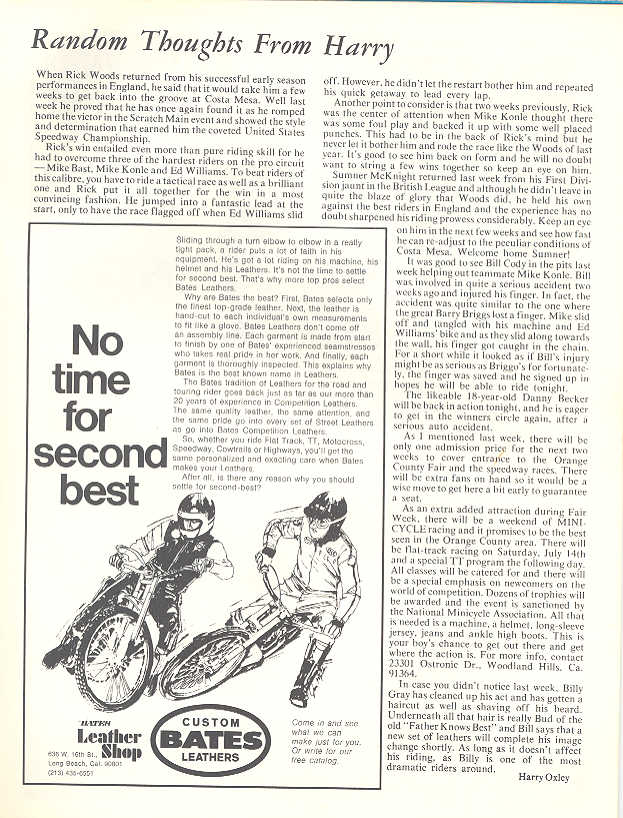 Random Thoughts From Harry
When Rick Woods returned from his successful early season
performances in England, he said that it would take him a few
weeks to get back into the groove at Costa Mesa. Well last
week he proved that he has once again found it as he romped
home the victor in the Scratch Main event and showed the style
and determination that earned him the coveted United States
Speedway Championship.
Rick's win entailed even more than pure riding skill for he
had to overcome three of the hardest riders on the pro circuit
— Mike Bast, Mike Konle and Ed Williams. To beat riders of
this calibre, you have to ride a tactical race as well as a brilliant
one and Rick put it all together for the win in a most
convincing fashion. He jumped into a fantastic lead at the
start, only to have the race flagged off when Ed Williams slid
off. However, he didn't let the restart bother him and repeated
his quick getaway to lead every lap.
Another point to consider is that two weeks previously, Rick
was the center of attention when Mike Konle thought there
was some foul play and backed it up with some well placed
punches. This had to be in the back of Rick's mind but he
never let it bother him and rode the race like the Woods of last
year. It's good to see him back on form and he will no doubt
want to string a few wins together so keep an eye on him.
Sumner McKnight returned last week from his First Divi-
sion jaunt in the British League and although he didn't leave in
quite the blaze of glory that Woods did, he held his own
against the best riders in England and the experience has no
doubt sharpened his riding prowess considerably. Keep an eye
on him in the next few weeks and see how fast
he can re-adjust to the peculiar conditions of
Costa Mesa. Welcome home Sumner!
It was good to see Bill Cody in the pits last
week helping out teammate Mike Konle. Bill
was involved in quite a serious accident two
weeks ago and injured his finger. In fact, the
accident was quite similar to the one where
the great Barry Briggs lost a finger. Mike slid
off and tangled with his machine and Ed
Williams' bike and as they slid along towards
the wall, his finger got caught in the chain.
For a short while it looked as if Bill's injury
might be as serious as Briggo's for fortunate-
ly, the finger was saved and he signed up in
hopes he will be able to ride tonight.
The likeable 18-year-old Danny Becker
will be back in action tonight, and he is eager
to get in the winners circle again, after a
serious auto accident.
As I mentioned last week, there will be
only one admission price for the next two
weeks to cover entrance to the Orange
County Fair and the speedway races. There
will be extra fans on hand so it would be a
wise move to get here a bit early to guarantee
a seat.
As an extra added attraction during Fair
Week, there will be a weekend of MINI-
CYCLE racing and it promises to be the best
seen in the Orange County area. There will
be flat-track racing on Saturday, July 14th
and a special TT program the following day.
All classes will be catered for and there will
be a special emphasis on newcomers on the
world of competition. Dozens of trophies will
be awarded and the event is sanctioned by
the National Minicycle Association. All that
is needed is a machine, a helmet, long-sleeve
jersey, jeans and ankle high boots. This is
your boy's chance to get out there and get
where the action is. For more info, contact
23301 Ostronic Dr., Woodland Hills, Ca.
91364.
In case you didn't notice last week, Billy
Gray has cleaned up his act and has gotten a
haircut as well as shaving off his beard.
Underneath all that hair is really Bud of the
old "Father Knows Best" and Bill says that a
new set of leathers will complete his image
change shortly. As long as it doesn't affect
his riding, as Billy is one of the most
dramatic riders around.
Harry Oxley
No
time
for
second
best
Sliding through a turn elbow to elbow in a really
tight pack, a rider puts a lot of faith in his
equipment. He's got a lot riding on his machine, his
helmet and his Leathers. It's not the time to settle
for second best. That's why more top pros select
Bates Leathers.
Why are Bates the best? First, Bates selects only
the finest top-grade leather. Next, the leather is
hand-cut to each individual's own measurements
to fit like a glove. Bates Leathers don't come off
an assembly line. Each garment is made from start
to finish by one of Bates' experienced seamstresses
who takes real pride in her work. And finally, each
garment is thoroughly inspected. This explains why
Bates is the best known name in Leathers.
The Bates tradition of Leathers for the road and
touring rider goes back just as far as our more than
20 years of experience in Competition Leathers.
The same quality leather, the same attention, and
the same pride go into every set of Street Leathers
as go into Bates Competition Leathers.
So, whether you ride Flat Track, TT, Motocross,
Speedway, Cowtrails or Highways, you'll get the
same personalized and exacting care when Bates
makes your Leathers.
After all, is there any reason why you should
settle for second-best?
BATES
Leather
Shop
636 W. 16th St.,
Long Beach, Cal. 90801
(213) 435-6551
CUSTOM
BATES
LEATHERS
Come in and see
what we can
make just for you.
Or write for our
free catalog.